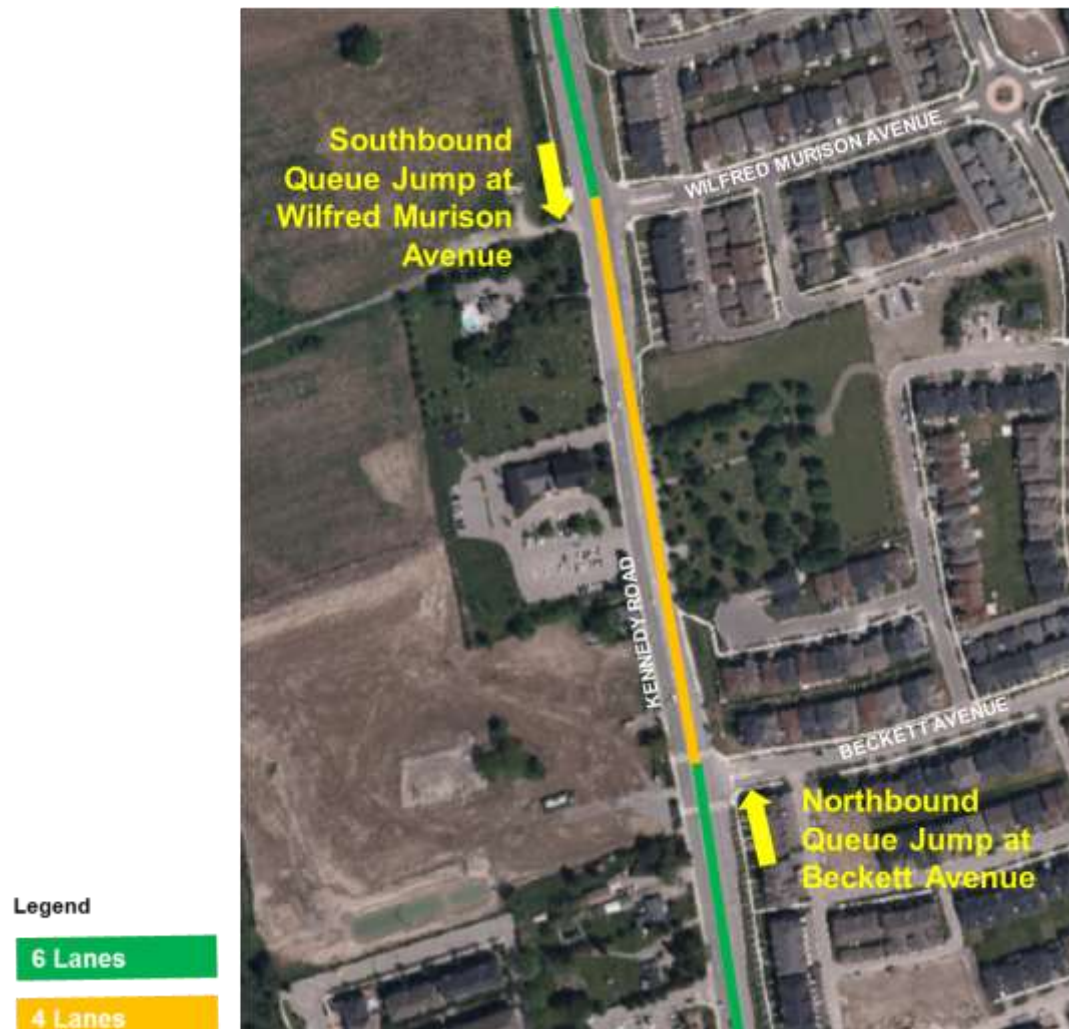 Southbound
Queue Jump at
Wilfred Murison
Avenue
WILFRED MURISON AVENUE
KENNEDY ROAD
BECKETT AVENUE
Northbound
Queue Jump at
Beckett Avenue
Legend
6 Lanes
4 Lanes